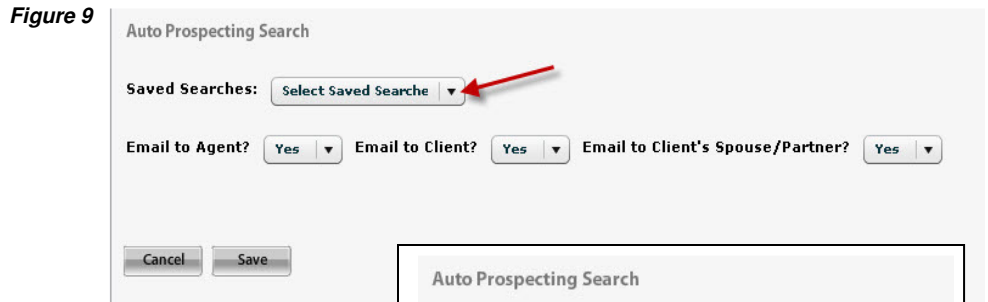 Figure 9
Auto Prospecting Search
Saved Searches: Select Saved Searche
Email to Agent? Yes Email to Client? Yes Email to Client's Spouse/Partner? Yes
Cancel Save
Auto Prospecting Search